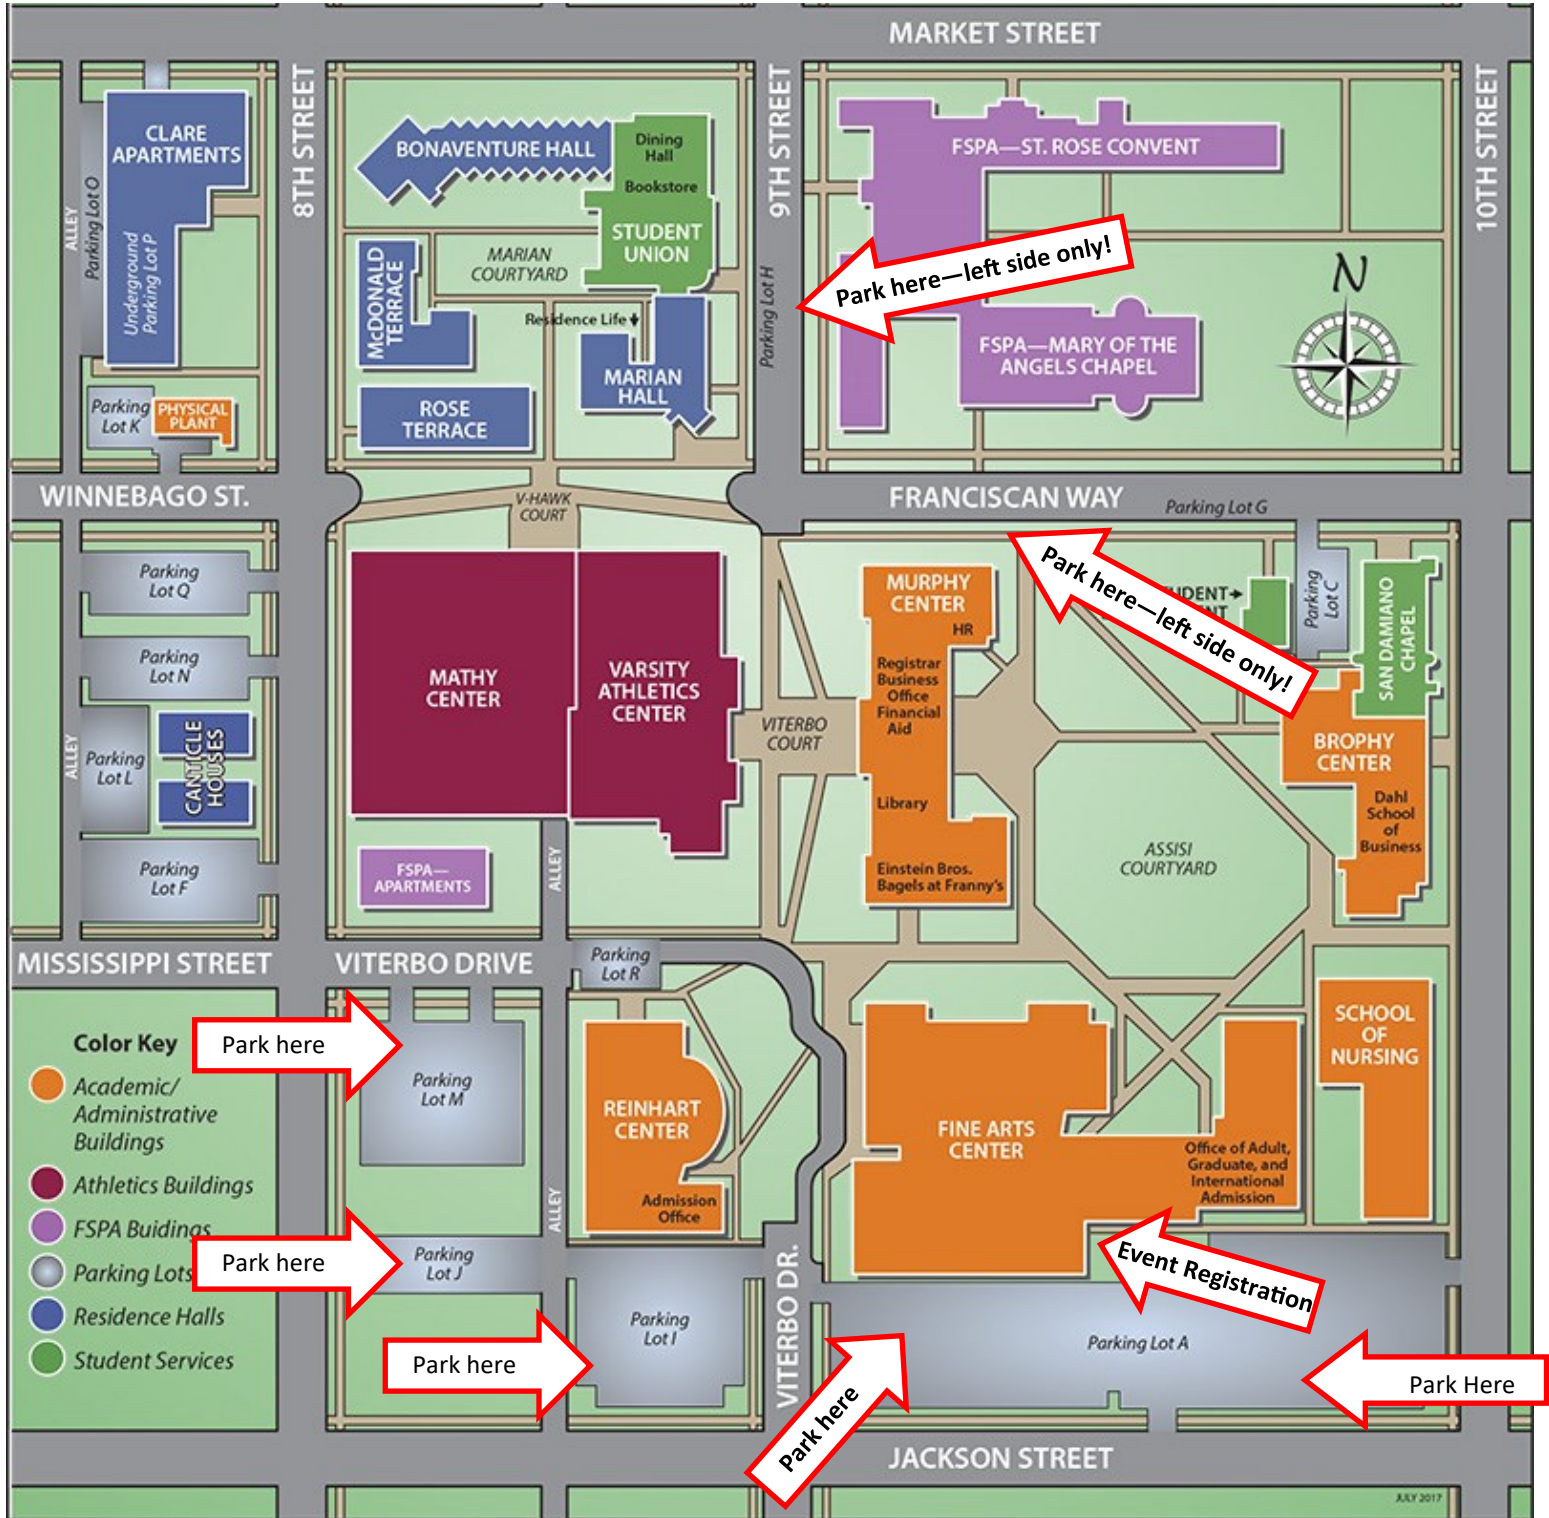 MARKET STREET
8TH STREET
9TH STREET
10TH STREET
CLARE
APARTMENTS
ALLEY
Parking Lot O
Underground
Parking Lot P
BONAVENTURE HALL
Dining
Hall
Bookstore
STUDENT
UNION
FSPA—ST. ROSE CONVENT
MARIAN
COURTYARD
McDONALD
TERRACE
Residence Life
MARIAN
HALL
Parking Lot H
Park here—left side only!
FSPA—MARY OF THE
ANGELS CHAPEL
N
Parking
Lot K
PHYSICAL
PLANT
ROSE
TERRACE
WINNEBAGO ST.
V-HAWK
COURT
FRANCISCAN WAY
Parking Lot G
Parking
Lot Q
Parking
Lot N
ALLEY
Parking
Lot L
CANTICLE
HOUSES
Parking
Lot F
MATHY
CENTER
VARSITY
ATHLETICS
CENTER
FSPA—
APARTMENTS
ALLEY
VITERBO
COURT
MURPHY
CENTER
HR
Registrar
Business
Office
Financial
Aid
Library
Einstein Bros.
Bagels at Franny's
Park here—left side only!
UDENT
NT
Parking
Lot C
SAN DAMIANO
CHAPEL
BROPHY
CENTER
Dahl
School
of
Business
ASSISI
COURTYARD
MISSISSIPPI STREET
VITERBO DRIVE
Parking
Lot R
Color Key
Academic/
Administrative
Buildings
Athletics Buildings
FSPA Buidings
Parking Lots
Residence Halls
Student Services
Park here
Parking
Lot M
Park here
Parking
Lot J
ALLEY
Park here
Parking
Lot I
REINHART
CENTER
Admission
Office
VITERBO DR.
FINE ARTS
CENTER
Office of Adult,
Graduate, and
International
Admission
SCHOOL
OF
NURSING
Event Registration
Parking Lot A
Park here
Park Here
JACKSON STREET
JULY 2017